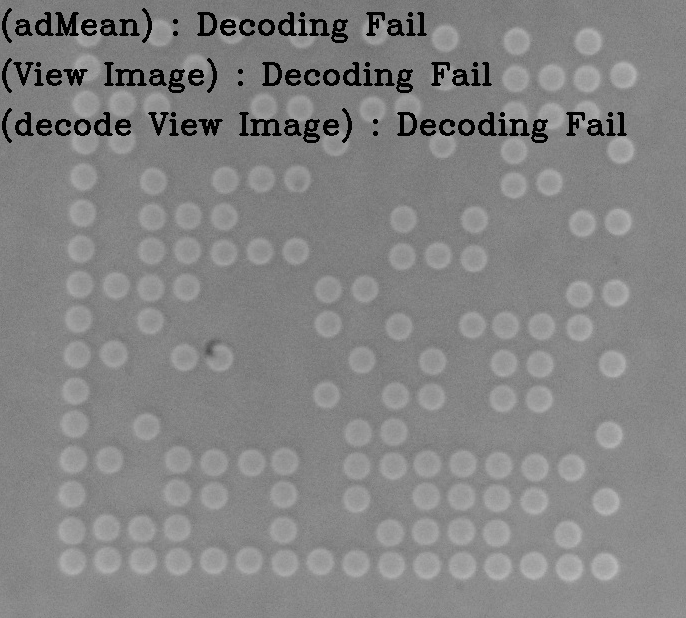 (adMean) : Decoding Fail
(View Image) : Decoding Fail
(decode View Image) : Decoding Fail